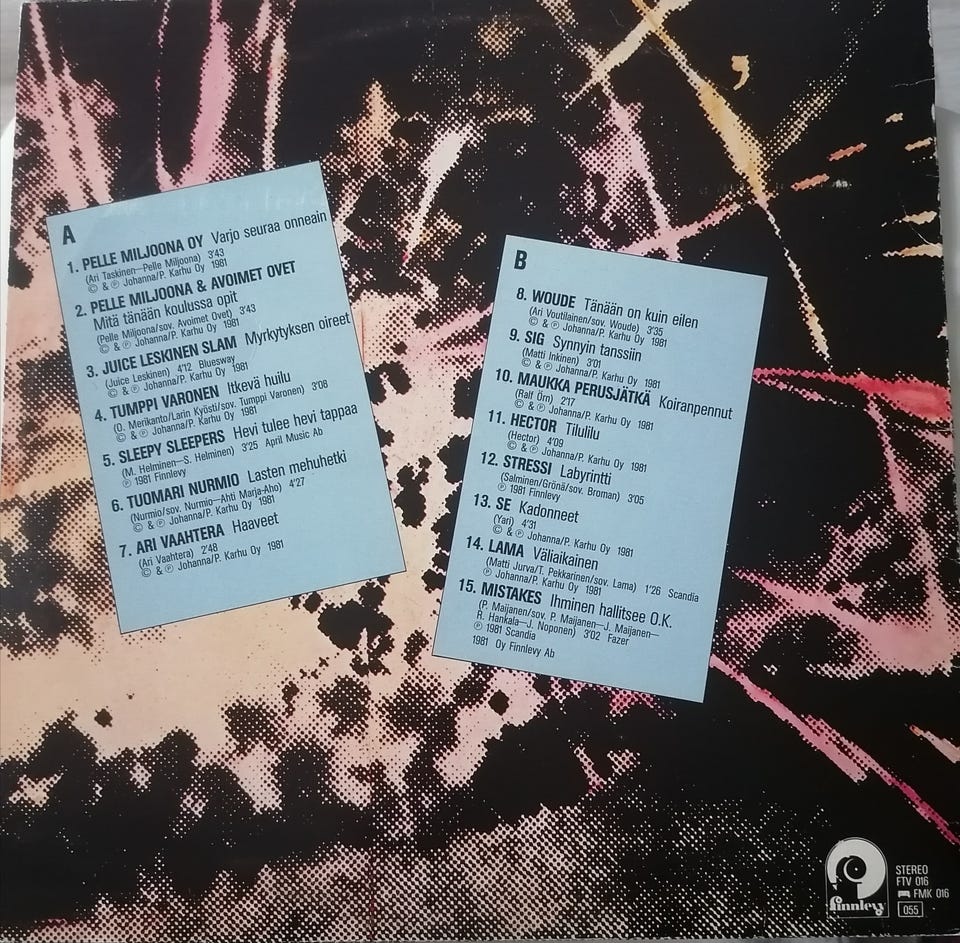 A
1. PELLE MILJOONA OY Varjo seuraa onneain
(Ari Taskinen—Pelle Miljoona) 3'43
© & ℗ Johanna/P. Karhu Oy 1981
2. PELLE MILJOONA & AVOIMET OVET
Mitä tänään koulussa opit
(Pelle Miljoona/sov. Avoimet Ovet) 3'43
© & ℗ Johanna/P. Karhu Oy 1981
3. JUICE LESKINEN SLAM Myrkytyksen oireet
(Juice Leskinen) 4'12 Bluesway
© & ℗ Johanna/P. Karhu Oy 1981
4. TUMPPI VARONEN Itkevä huilu
(O. Merikanto/Larin Kyösti/sov. Tumppi Varonen) 3'08
© & ℗ Johanna/P. Karhu Oy 1981
5. SLEEPY SLEEPERS Hevi tulee hevi tappaa
(M. Helminen—S. Helminen) 3'25 April Music Ab
℗ 1981 Finnlevy
6. TUOMARI NURMIO Lasten mehuhetki
(Nurmio/sov. Nurmio—Ahti Marja-Aho) 4'27
© & ℗ Johanna/P. Karhu Oy 1981
7. ARI VAAHTERA Haaveet
(Ari Vaahtera) 2'48
© & ℗ Johanna/P. Karhu Oy 1981
B
8. WOUDE Tänään on kuin eilen
(Ari Voutilainen/sov. Woude) 3'35
© & ℗ Johanna/P. Karhu Oy 1981
9. SIG Synnyin tanssiin
(Matti Inkinen) 3'01
© & ℗ Johanna/P. Karhu Oy 1981
10. MAUKKA PERUSJÄTKÄ Koiranpennut
(Ralf Örn) 2'17
© & ℗ Johanna/P. Karhu Oy 1981
11. HECTOR Tilulilu
(Hector) 4'09
© & ℗ Johanna/P. Karhu Oy 1981
12. STRESSI Labyrintti
(Salminen/Grönä/sov. Broman) 3'05
℗ 1981 Finnlevy
13. SE Kadonneet
(Yari) 4'31
© & ℗ Johanna/P. Karhu Oy 1981
14. LAMA Väliaikainen
(Matti Jurva/T. Pekkarinen/sov. Lama) 1'26 Scandia
℗ Johanna/P. Karhu Oy 1981
15. MISTAKES Ihminen hallitsee O.K.
(P. Maijanen/sov. P. Maijanen—J. Maijanen—
R. Hankala—J. Noponen) 3'02 Fazer
℗ 1981 Scandia
1981 Oy Finnlevy Ab
finnlevy
STEREO
FTV 016
FMK 016
055